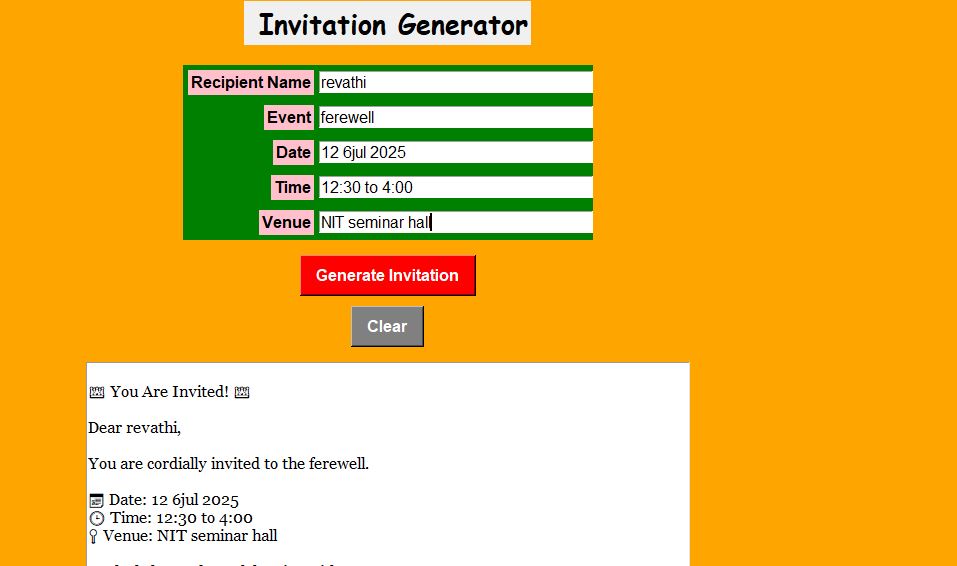 Invitation Generator
Recipient Name revathi
Event ferewell
Date 12 6jul 2025
Time 12:30 to 4:00
Venue NIT seminar hall
Generate Invitation
Clear
You Are Invited!
Dear revathi,
You are cordially invited to the ferewell.
Date: 12 6jul 2025
Time: 12:30 to 4:00
Venue: NIT seminar hall